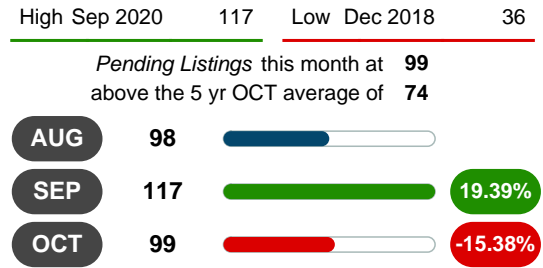 High Sep 2020 117 Low Dec 2018 36
Pending Listings this month at 99
above the 5 yr OCT average of 74
AUG 98
SEP 117 19.39%
OCT 99 -15.38%